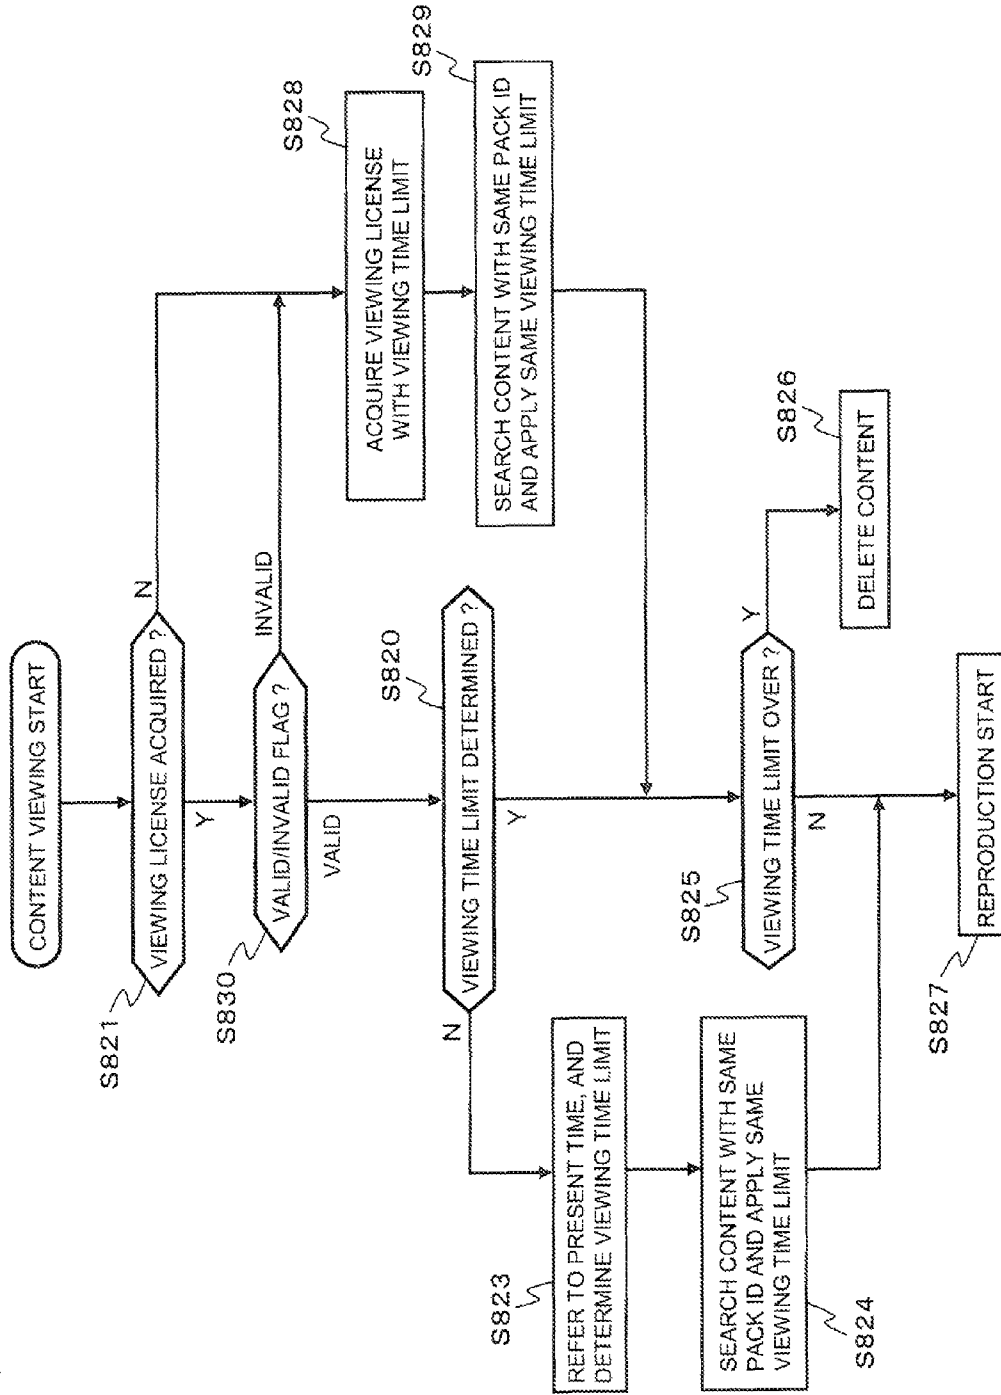 CONTENT VIEWING START
S821
VIEWING LICENSE ACQUIRED ?
N
Y
S830
VALID/INVALID FLAG ?
INVALID
VALID
S828
ACQUIRE VIEWING LICENSE
WITH VIEWING TIME LIMIT
S829
SEARCH CONTENT WITH SAME PACK ID
AND APPLY SAME VIEWING TIME LIMIT
S820
VIEWING TIME LIMIT DETERMINED ?
N
Y
S823
REFER TO PRESENT TIME, AND
DETERMINE VIEWING TIME LIMIT
S824
SEARCH CONTENT WITH SAME
PACK ID AND APPLY SAME
VIEWING TIME LIMIT
S825
VIEWING TIME LIMIT OVER ?
Y
N
S826
DELETE CONTENT
S827
REPRODUCTION START